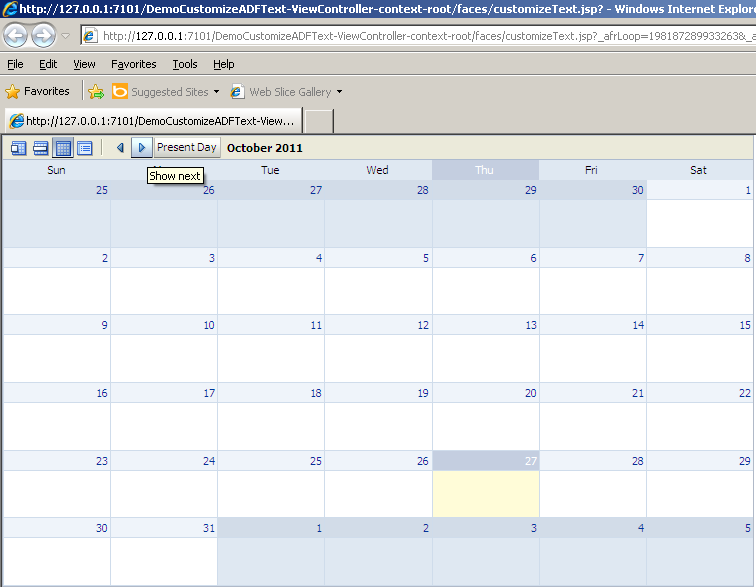 http://127.0.0.1:7101/DemoCustomizeADFText-ViewController-context-root/faces/customizeText.jsp? - Windows Internet Explore
http://127.0.0.1:7101/DemoCustomizeADFText-ViewController-context-root/faces/customizeText.jsp?_afrLoop=1981872899332638&_a
File Edit View Favorites Tools Help
Favorites Suggested Sites Web Slice Gallery
http://127.0.0.1:7101/DemoCustomizeADFText-View...
Present Day October 2011
Sun Tue Wed Thu Fri Sat
Show next
25 26 27 28 29 30 1
2 3 4 5 6 7 8
9 10 11 12 13 14 15
16 17 18 19 20 21 22
23 24 25 26 27 28 29
30 31 1 2 3 4 5